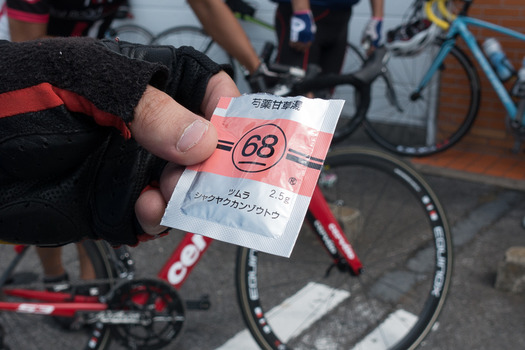 芍薬甘草湯
68
ツムラ 2.5g
シャクヤクカンゾウトウ
®
cervélo